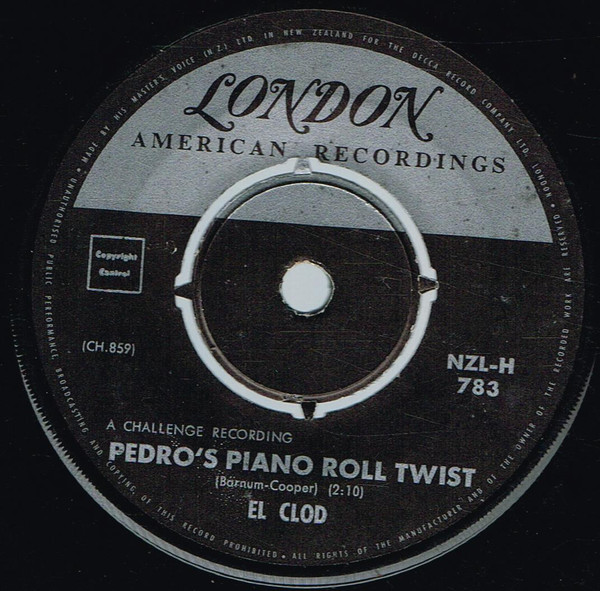 MADE BY HIS MASTER'S VOICE (N.Z.) LTD. IN NEW ZEALAND FOR THE DECCA RECORD COMPANY LTD. LONDON •
LONDON
AMERICAN RECORDINGS
Copyright
Control
(CH.859)
NZL-H
783
A CHALLENGE RECORDING
PEDRO'S PIANO ROLL TWIST
(Barnum-Cooper) (2:10)
EL CLOD
• ALL RIGHTS OF THE MANUFACTURER AND OF THE OWNER OF THE RECORDED WORK ARE RESERVED
• UNAUTHORISED PUBLIC PERFORMANCE, BROADCASTING AND COPYING OF THIS RECORD PROHIBITED